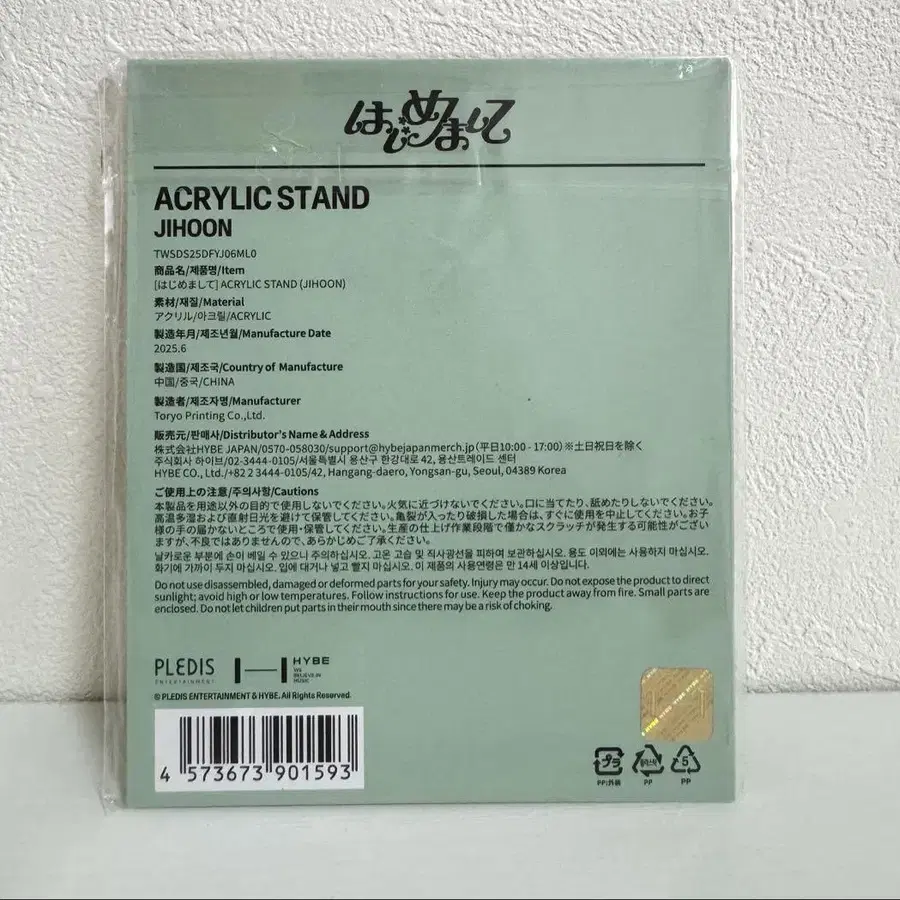 はじめまして
ACRYLIC STAND
JIHOON
TWSDS25DFYJ06ML0
商品名/제품명/Item
[はじめまして] ACRYLIC STAND (JIHOON)
素材/재질/Material
アクリル/아크릴/ACRYLIC
製造年月/제조년월/Manufacture Date
2025.6
製造国/제조국/Country of Manufacture
中国/중국/CHINA
製造者/제조자명/Manufacturer
Toryo Printing Co.,Ltd.
販売元/판매사/Distributor's Name & Address
株式会社HYBE JAPAN/0570-058030/support@hybejapanmerch.jp(平日10:00 - 17:00)※土日祝日を除く
주식회사 하이브/02-3444-0105/서울특별시 용산구 한강대로 42, 용산트레이드 센터
HYBE CO., Ltd./+82 2 3444-0105/42, Hangang-daero, Yongsan-gu, Seoul, 04389 Korea
ご使用上の注意/주의사항/Cautions
本製品を用途以外の目的で使用しないでください。火気に近づけないでください。口に当てたり、舐めたりしないでください。
高温多湿および直射日光を避けて保管してください。亀裂が入ったり破損した場合は、すぐに使用を中止してください。お子
様の手の届かないところで使用・保管してください。生産の仕上げ作業段階で僅かなスクラッチが発生する可能性がござい
ますが、不良ではありませんので、あらかじめご了承ください。
날카로운 부분에 손이 베일 수 있으니 주의하십시오. 고온 고습 및 직사광선을 피하여 보관하십시오. 용도 이외에는 사용하지 마십시오.
화기에 가까이 두지 마십시오. 입에 대거나 넣고 빨지 마십시오. 이 제품의 사용연령은 만 14세 이상입니다.
Do not use disassembled, damaged or deformed parts for your safety. Injury may occur. Do not expose the product to direct
sunlight; avoid high or low temperatures. Follow instructions for use. Keep the product away from fire. Small parts are
enclosed. Do not let children put parts in their mouth since there may be a risk of choking.
PLEDIS
ENTERTAINMENT
HYBE
WE
BELIEVE IN
MUSIC
© PLEDIS ENTERTAINMENT & HYBE. All Rights Reserved.
4 573673 901593
プラ
PP:外装
PP
5
PP